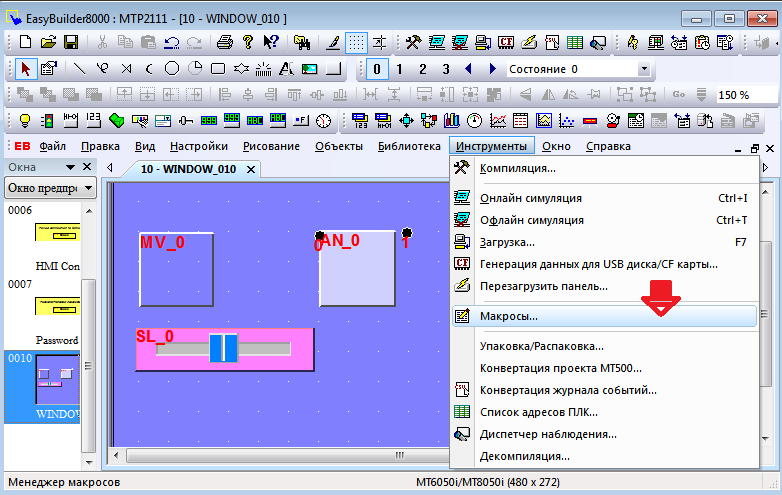 EasyBuilder8000 : MTP2111 - [10 - WINDOW_010 ]
0 1 2 3 Состояние 0
Go 150 %
EB Файл Правка Вид Настройки Рисование Объекты Библиотека Инструменты Окно Справка
Окна
Окно предпро
10 - WINDOW_010
0006
HMI Con
0007
Password
0010
WINDOW
MV_0
0
AN_0
1
SL_0
Компиляция...
Онлайн симуляция Ctrl+I
Офлайн симуляция Ctrl+T
Загрузка... F7
Генерация данных для USB диска/CF карты...
Перезагрузить панель...
Макросы...
Упаковка/Распаковка...
Конвертация проекта MT500...
Конвертация журнала событий...
Список адресов ПЛК...
Диспетчер наблюдения...
Декомпиляция...
Менеджер макросов
MT6050i/MT8050i (480 x 272)